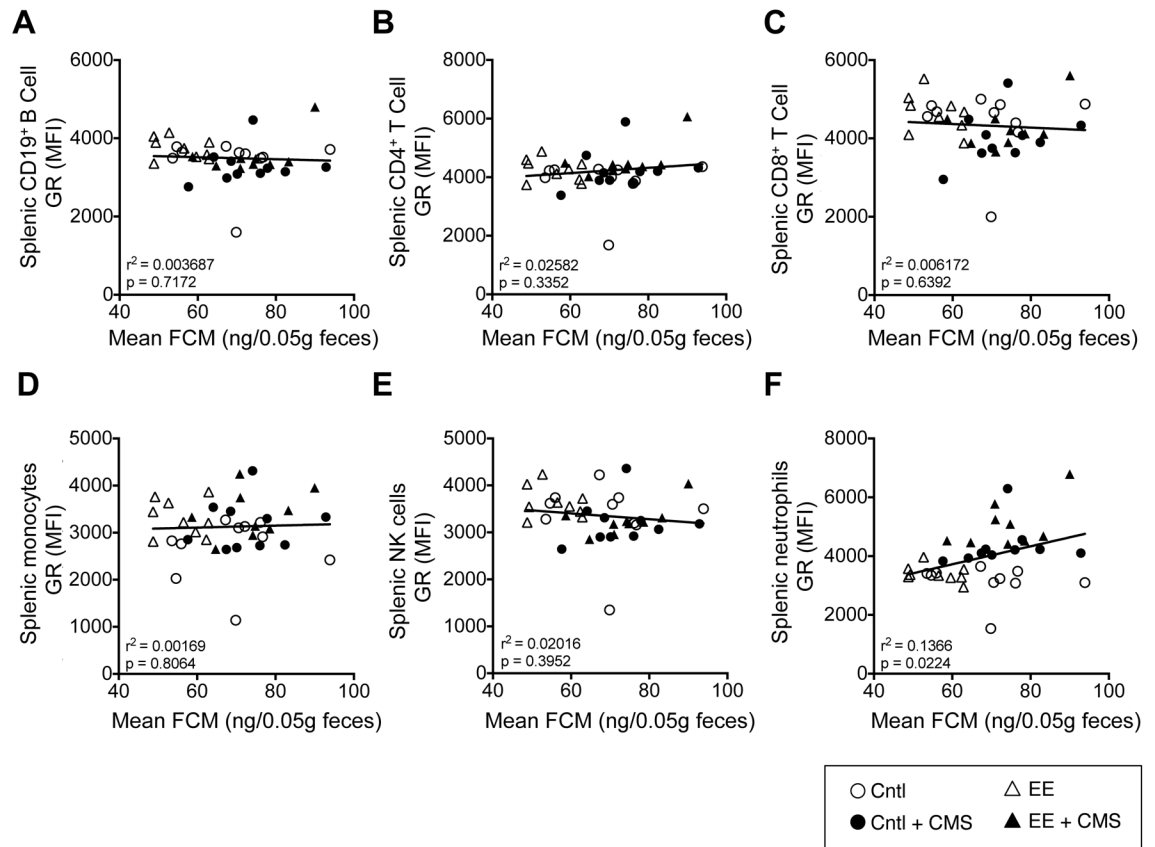 A
Splenic CD19⁺ B Cell
GR (MFI)
6000
4000
2000
0
r² = 0.003687
p = 0.7172
40 60 80 100
Mean FCM (ng/0.05g feces)
B
Splenic CD4⁺ T Cell
GR (MFI)
8000
6000
4000
2000
0
r² = 0.02582
p = 0.3352
40 60 80 100
Mean FCM (ng/0.05g feces)
C
Splenic CD8⁺ T Cell
GR (MFI)
6000
4000
2000
0
r² = 0.006172
p = 0.6392
40 60 80 100
Mean FCM (ng/0.05g feces)
D
Splenic monocytes
GR (MFI)
5000
4000
3000
2000
1000
0
r² = 0.00169
p = 0.8064
40 60 80 100
Mean FCM (ng/0.05g feces)
E
Splenic NK cells
GR (MFI)
5000
4000
3000
2000
1000
0
r² = 0.02016
p = 0.3952
40 60 80 100
Mean FCM (ng/0.05g feces)
F
Splenic neutrophils
GR (MFI)
8000
6000
4000
2000
0
r² = 0.1366
p = 0.0224
40 60 80 100
Mean FCM (ng/0.05g feces)
Cntl
EE
Cntl + CMS
EE + CMS